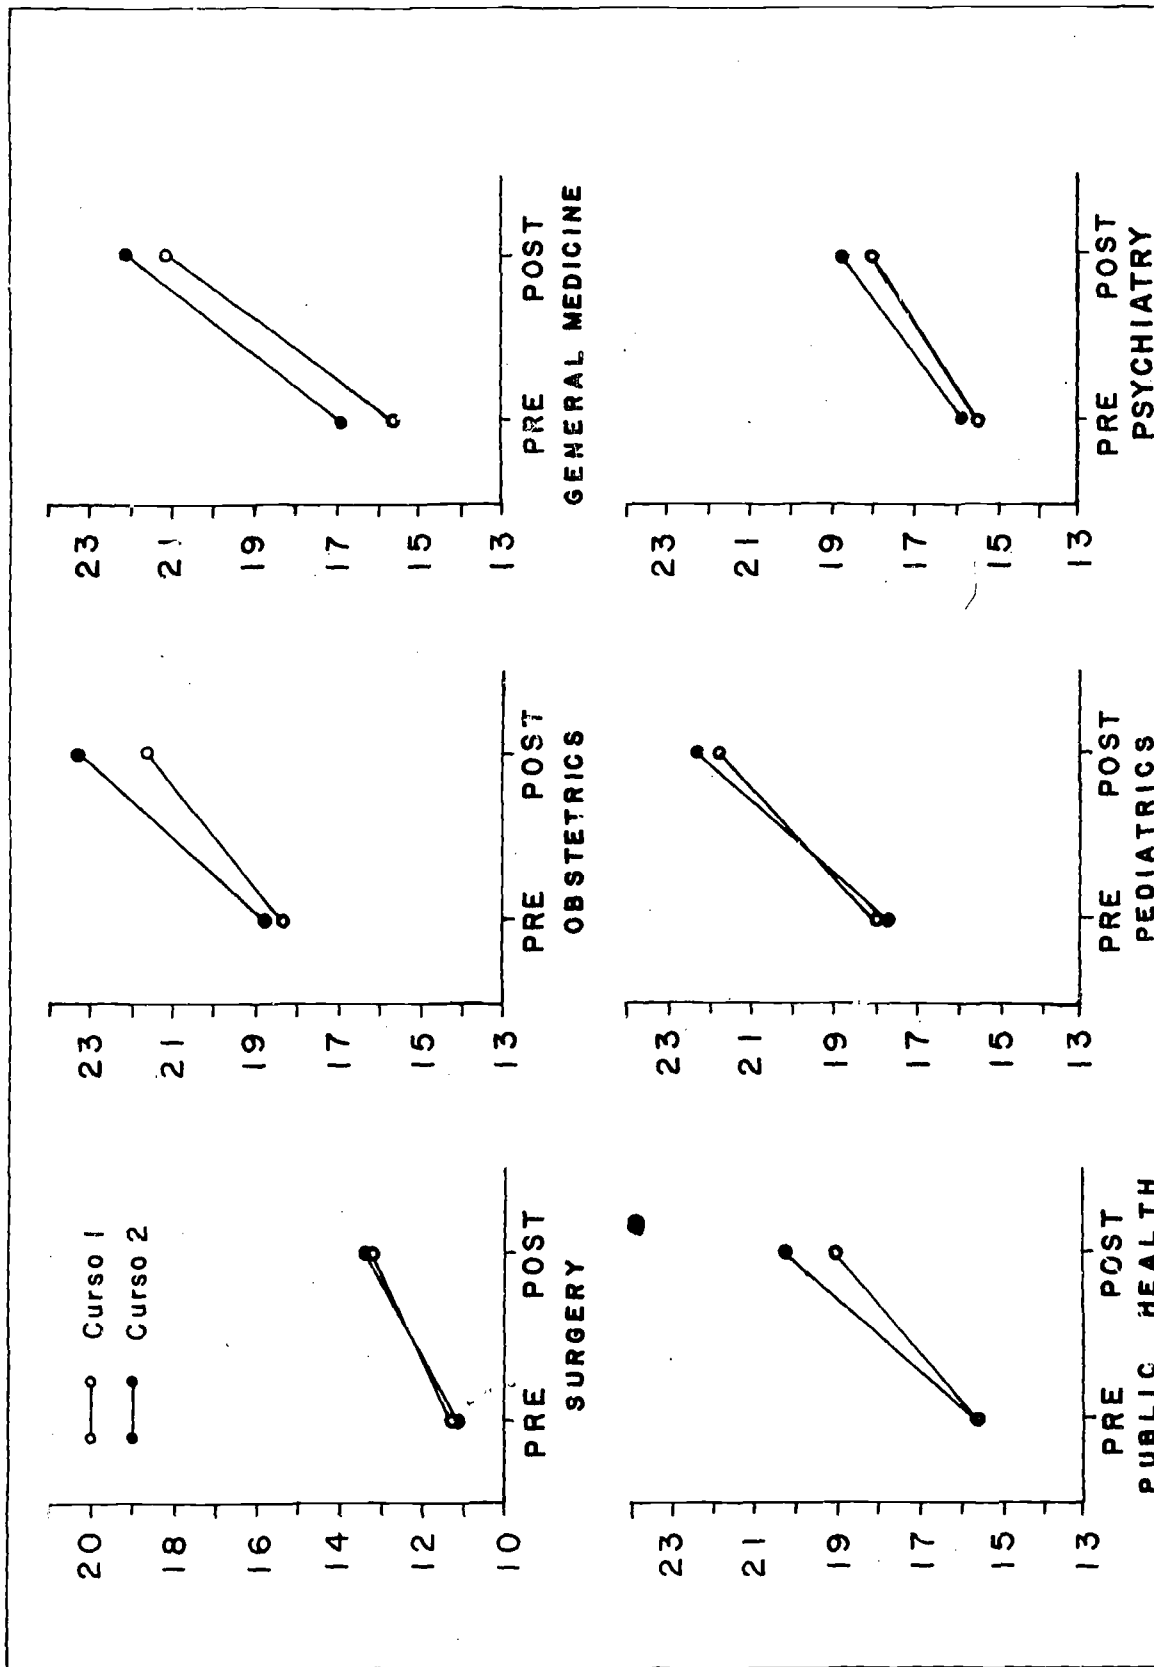 Curso 1
Curso 2
20
18
16
14
12
10
PRE POST
SURGERY
23
21
19
17
15
13
PRE POST
OBSTETRICS
23
21
19
17
15
13
PRE POST
GENERAL MEDICINE
23
21
19
17
15
13
PRE POST
PUBLIC HEALTH
23
21
19
17
15
13
PRE POST
PEDIATRICS
23
21
19
17
15
13
PRE POST
PSYCHIATRY